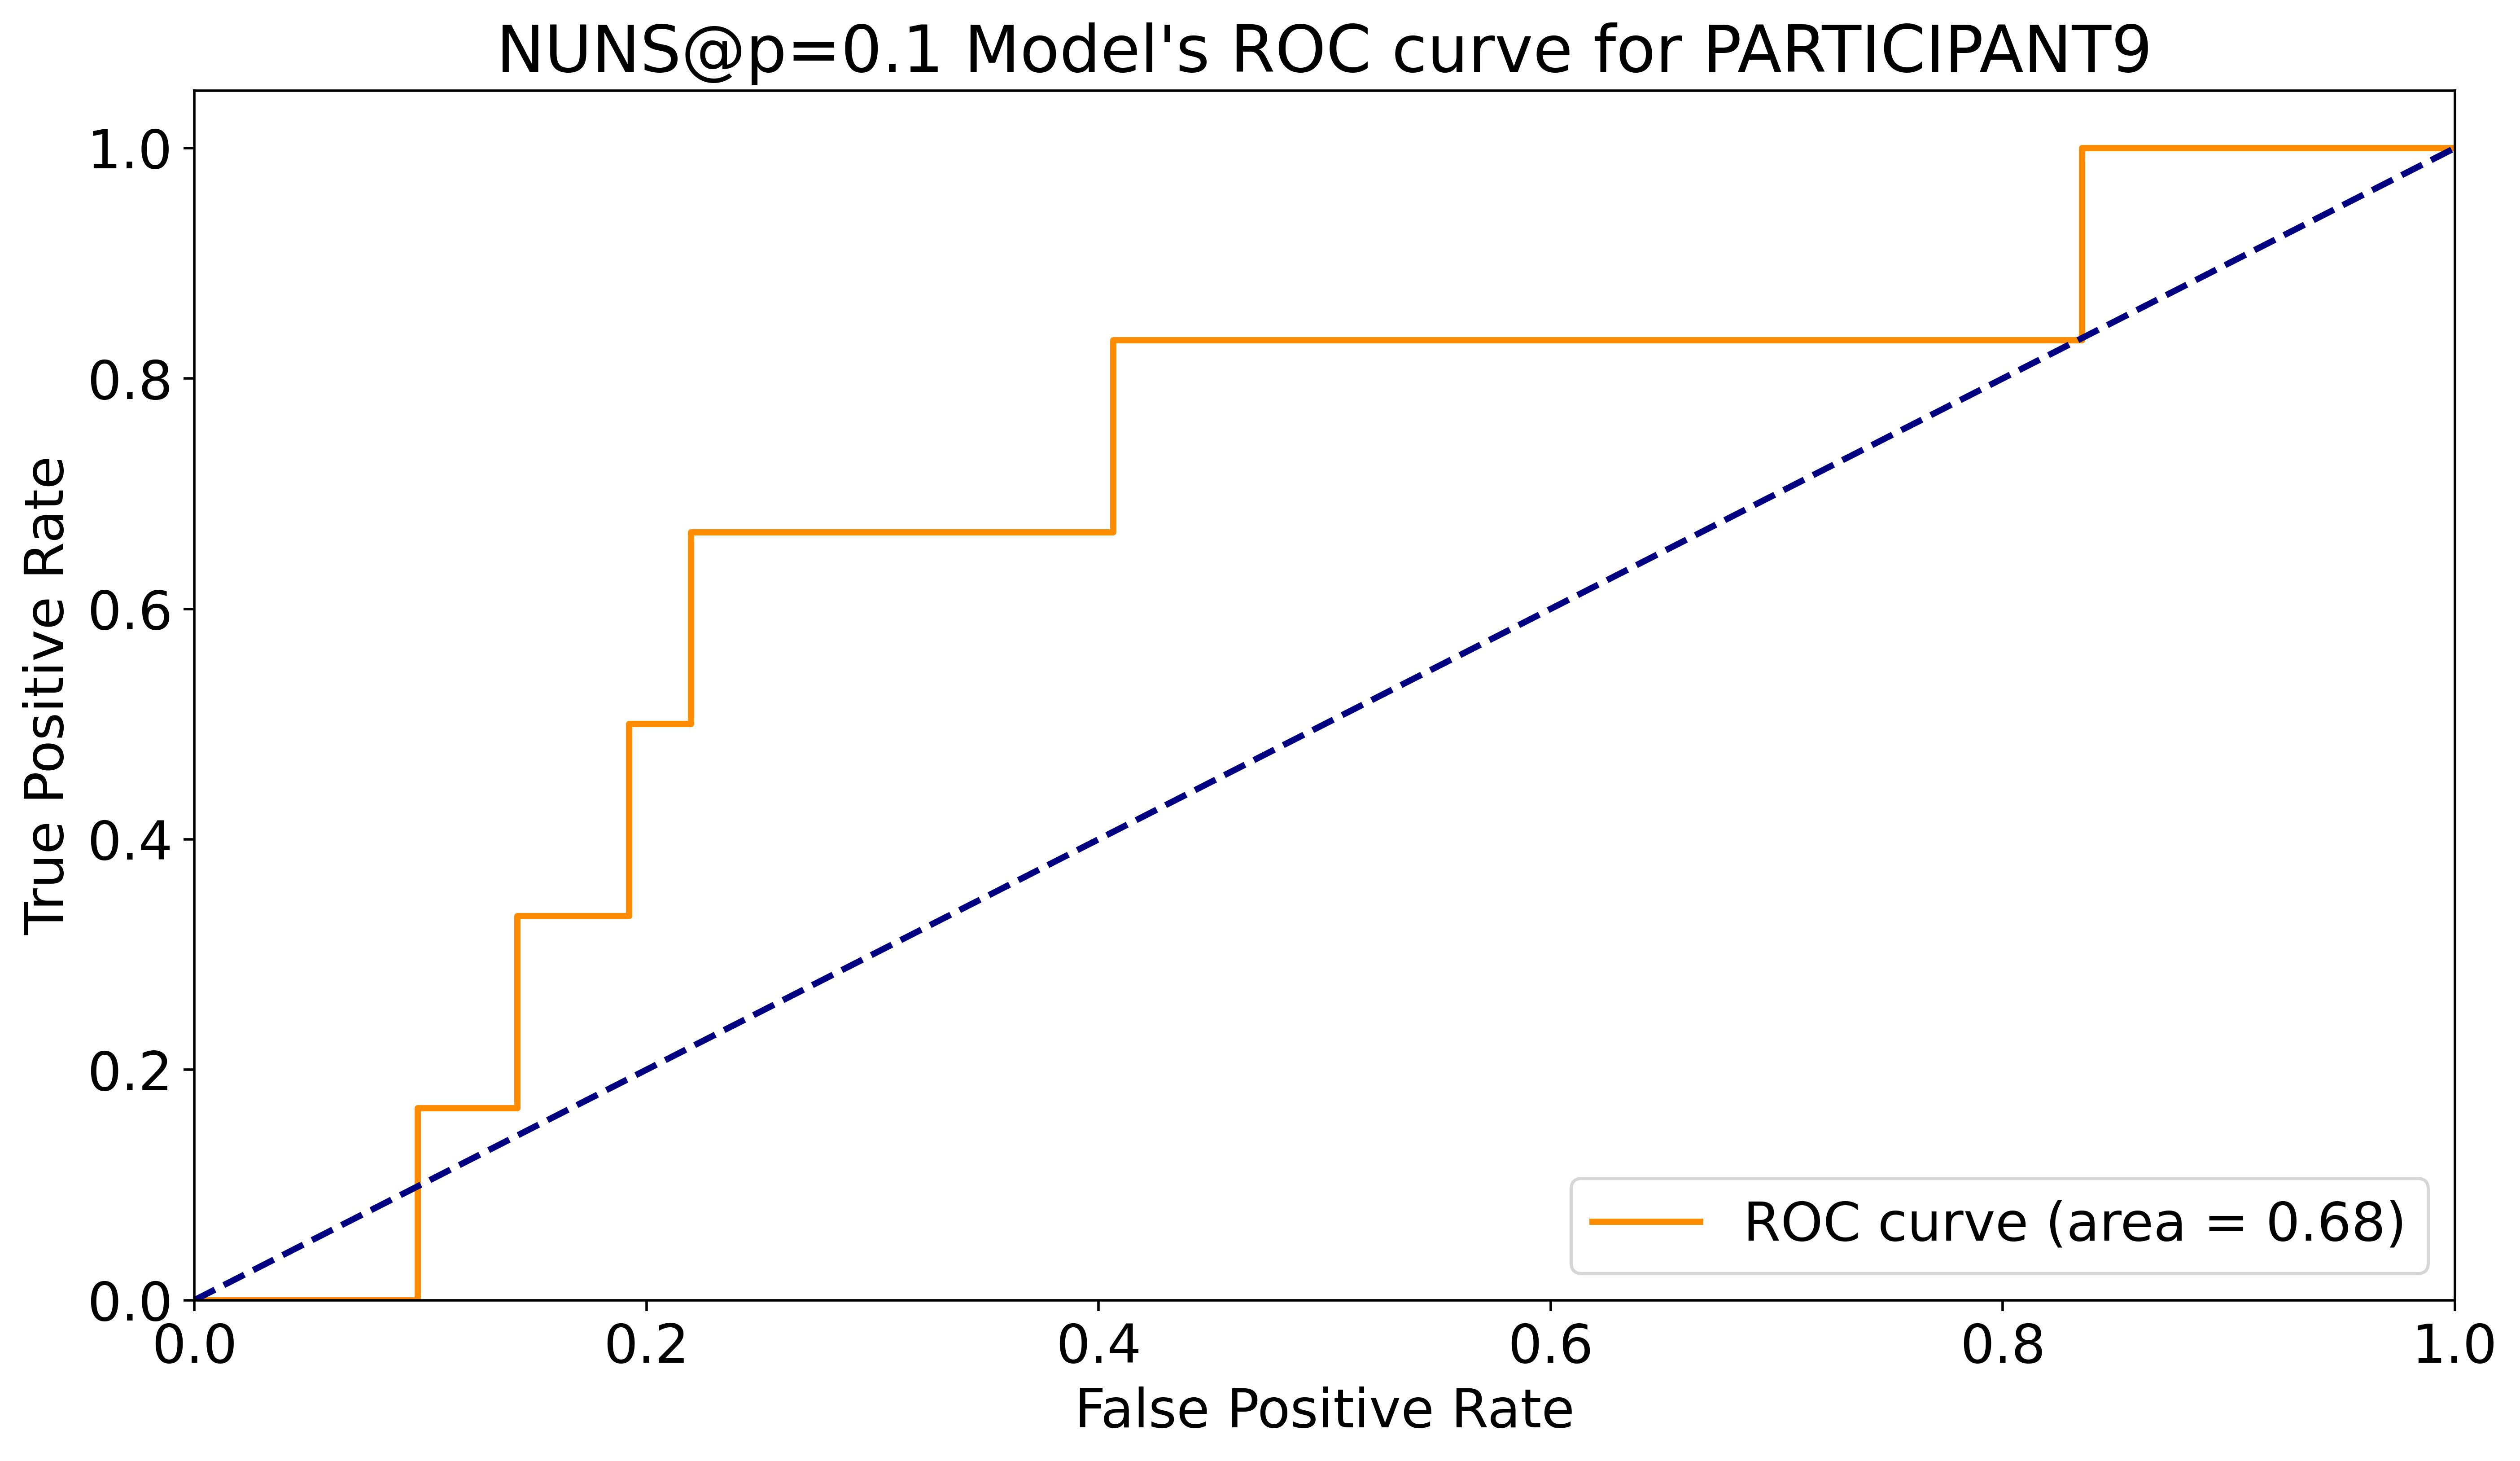 NUNS@p=0.1 Model's ROC curve for PARTICIPANT9
True Positive Rate
1.0
0.8
0.6
0.4
0.2
0.0
0.0 0.2 0.4 0.6 0.8 1.0
False Positive Rate
ROC curve (area = 0.68)